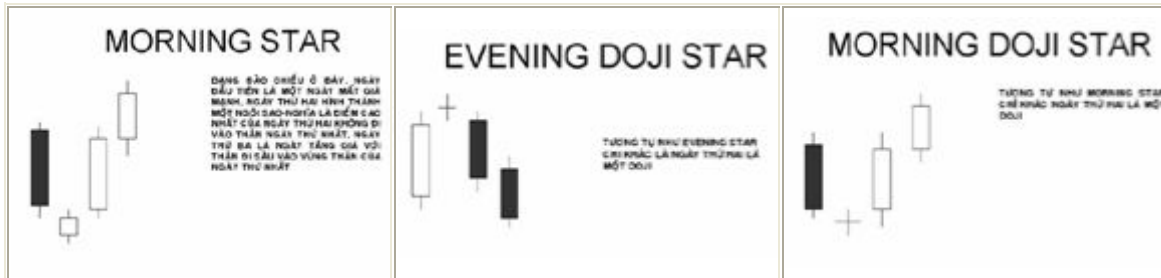 MORNING STAR
DẠNG ĐẢO CHIỀU Ở ĐÁY. NGÀY
ĐẦU TIÊN LÀ MỘT NGÀY MẤT GIÁ
MẠNH, NGÀY THỨ HAI HÌNH THÀNH
MỘT NGÔI SAO-NGHĨA LÀ ĐIỂM CAO
NHẤT CỦA NGÀY THỨ HAI KHÔNG ĐI
VÀO THÂN NGÀY THỨ NHẤT, NGÀY
THỨ BA LÀ NGÀY TĂNG GIÁ VỚI
THÂN ĐI SÂU VÀO VÙNG THÂN CỦA
NGÀY THỨ NHẤT
EVENING DOJI STAR
TƯƠNG TỰ NHƯ EVENING STAR
CHỈ KHÁC LÀ NGÀY THỨ HAI LÀ
MỘT DOJI
MORNING DOJI STAR
TƯƠNG TỰ NHƯ MORNING STAR
CHỈ KHÁC NGÀY THỨ HAI LÀ MỘT
DOJI